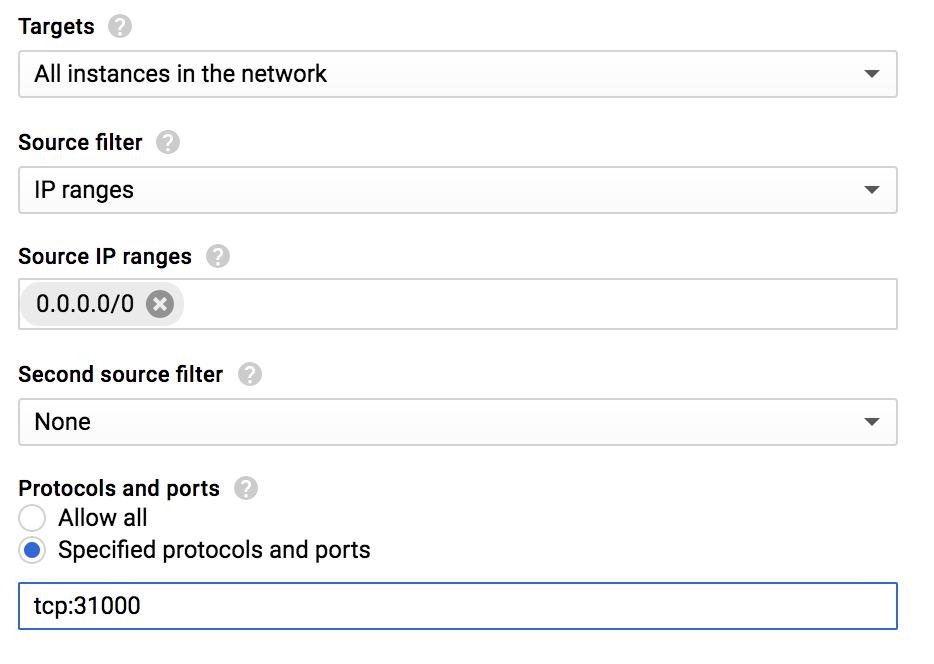 Targets ?
All instances in the network
Source filter ?
IP ranges
Source IP ranges ?
0.0.0.0/0
Second source filter ?
None
Protocols and ports ?
Allow all
Specified protocols and ports
tcp:31000